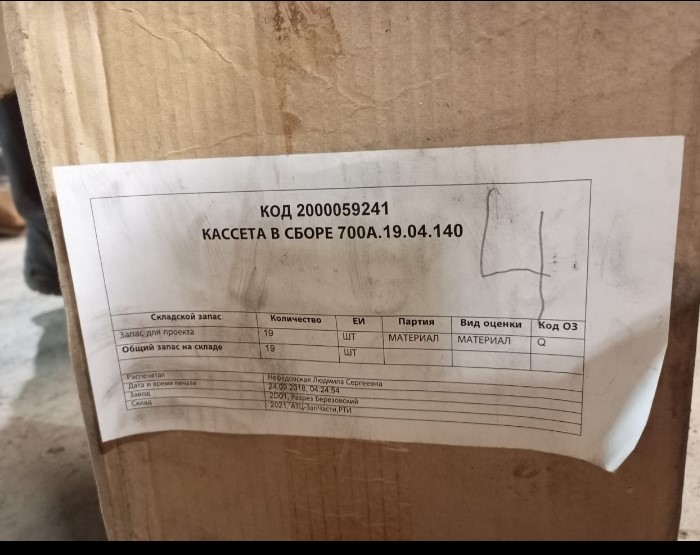 КОД 2000059241
КАССЕТА В СБОРЕ 700А.19.04.140
4
Складской запас Количество ЕИ Партия Вид оценки Код ОЗ
Запас для проекта 19 ШТ МАТЕРИАЛ МАТЕРИАЛ Q
Общий запас на складе 19 ШТ
Распечатал Нефедовская Людмила Сергеевна
Дата и время печати 24.09.2018, 04:24:54
Завод 2D01, Разрез Березовский
Склад 2021, АТЦ-ЗапЧасти,РТИ